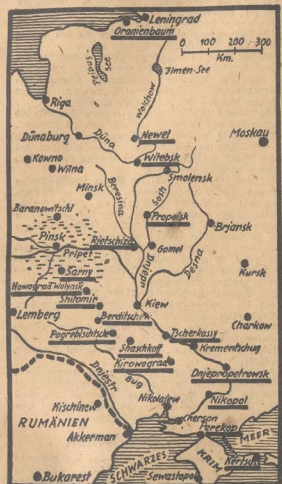 Leningrad
Oranienbaum
0 100 200 300
Km.
Peipus-
see
Ilmen-See
Wolchow
Riga
Düna
Dünaburg
Newel
Moskau
Kowno
Wilna
Witebsk
Smolensk
Minsk
Beresina
Sosh
Baranowitschi
Propoisk
Brjansk
Pinsk
Pripet
Rietschiza
Gomel
Dnjepr
Desna
Kursk
Sarny
Nowograd Wolynsk
Shitomir
Kiew
Lemberg
Berditschew
Charkow
Pogrebischtsche
Tscherkassy
Shaschkoff
Krementschug
Kirowograd
Dnjepropetrowsk
Dnjestr
Bug
Nikolajew
Nikopol
Kischinew
Cherson
RUMÄNIEN
Perekop
Akkerman
MEER
KRIM
Kertsch
SCHWARZES
Bukarest
Sewastopol